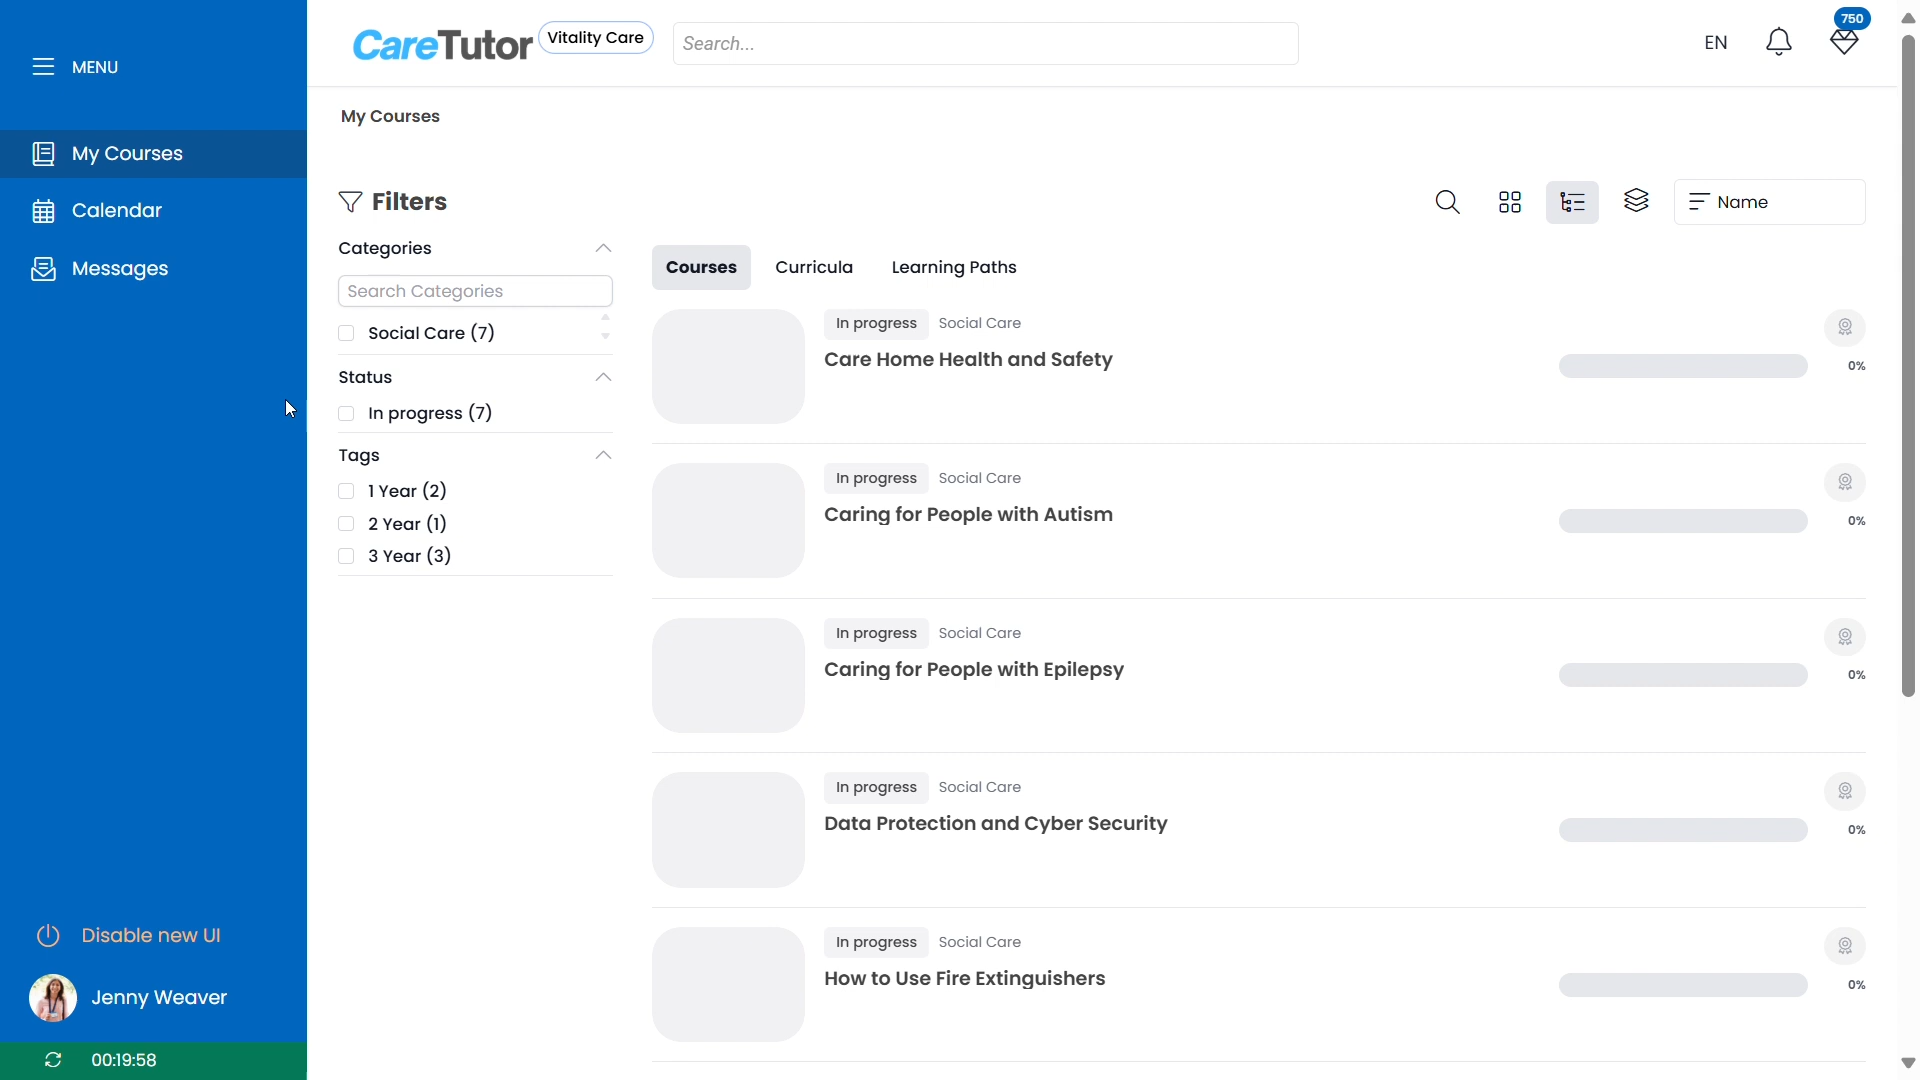 MENU
My Courses
Calendar
Messages
Disable new UI
Jenny Weaver
00:19:58
CareTutor
Vitality Care
Search...
EN
750
My Courses
Filters
Name
Categories
Search Categories
Social Care (7)
Status
In progress (7)
Tags
1 Year (2)
2 Year (1)
3 Year (3)
Courses Curricula Learning Paths
In progress Social Care
Care Home Health and Safety
0%
In progress Social Care
Caring for People with Autism
0%
In progress Social Care
Caring for People with Epilepsy
0%
In progress Social Care
Data Protection and Cyber Security
0%
In progress Social Care
How to Use Fire Extinguishers
0%